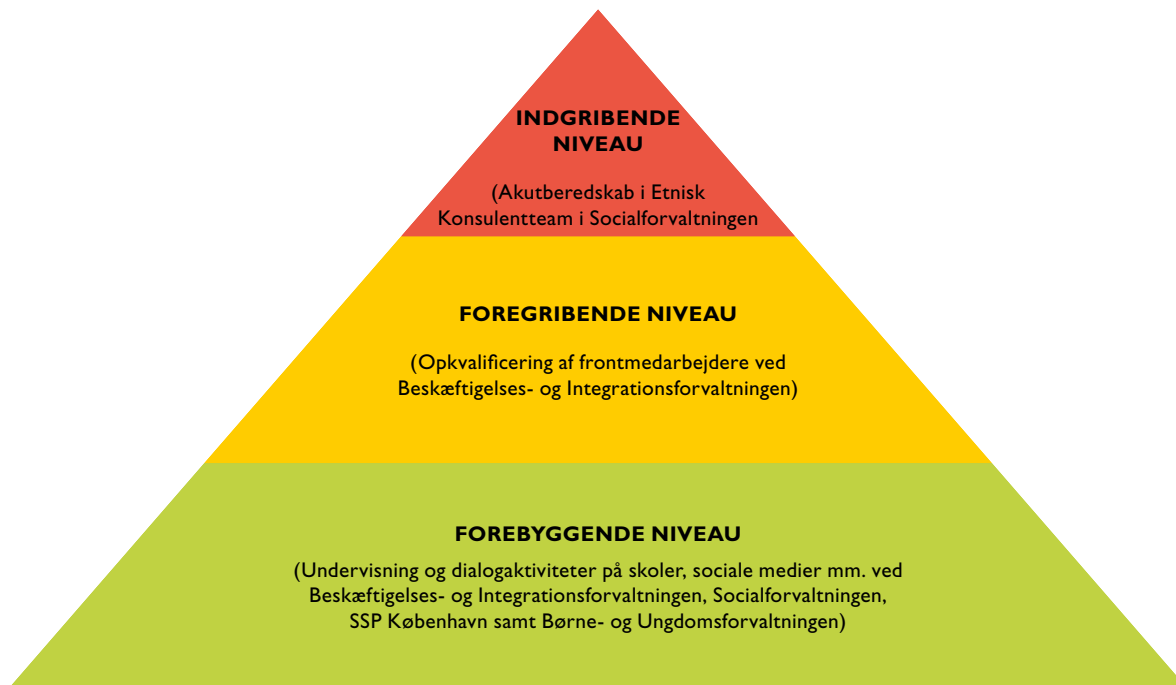 INDGRIBENDE
NIVEAU
(Akutberedskab i Etnisk
Konsulentteam i Socialforvaltningen
FOREGRIBENDE NIVEAU
(Opkvalificering af frontmedarbejdere ved
Beskæftigelses- og Integrationsforvaltningen)
FOREBYGGENDE NIVEAU
(Undervisning og dialogaktiviteter på skoler, sociale medier mm. ved
Beskæftigelses- og Integrationsforvaltningen, Socialforvaltningen,
SSP København samt Børne- og Ungdomsforvaltningen)